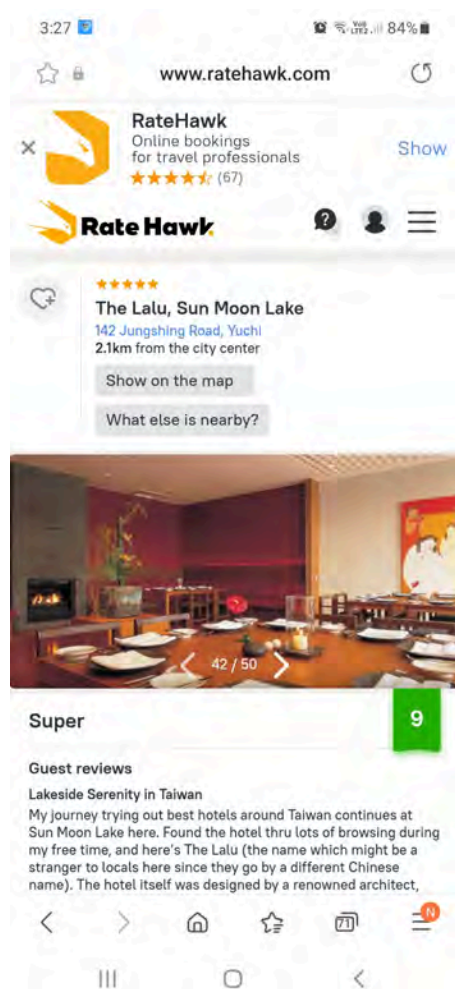 3:27
Vo)) LTE2 84%
www.ratehawk.com
RateHawk
Online bookings
for travel professionals
(67)
Show
Rate Hawk.
The Lalu, Sun Moon Lake
142 Jungshing Road, Yuchi
2.1km from the city center
Show on the map
What else is nearby?
42 / 50
Super
9
Guest reviews
Lakeside Serenity in Taiwan
My journey trying out best hotels around Taiwan continues at
Sun Moon Lake here. Found the hotel thru lots of browsing during
my free time, and here's The Lalu (the name which might be a
stranger to locals here since they go by a different Chinese
name). The hotel itself was designed by a renowned architect,
71
N